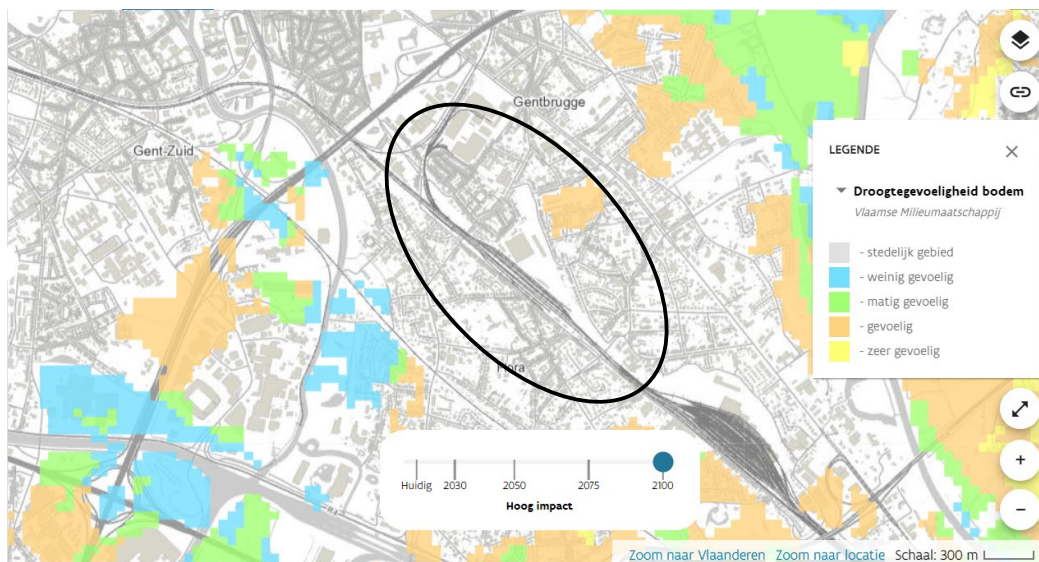 Gentbrugge
Gent-Zuid
LEGENDE
Droogtegevoeligheid bodem
Vlaamse Milieumaatschappij
- stedelijk gebied
- weinig gevoelig
- matig gevoelig
- gevoelig
- zeer gevoelig
Flora
Huidig 2030 2050 2075 2100
Hoog impact
R4
+
−
Zoom naar Vlaanderen Zoom naar locatie Schaal: 300 m